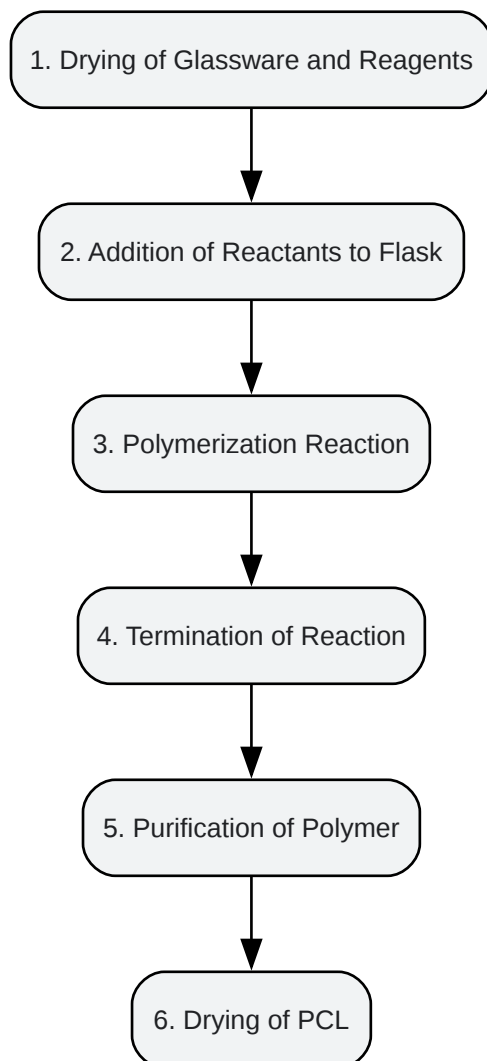 1. Drying of Glassware and Reagents
2. Addition of Reactants to Flask
3. Polymerization Reaction
4. Termination of Reaction
5. Purification of Polymer
6. Drying of PCL